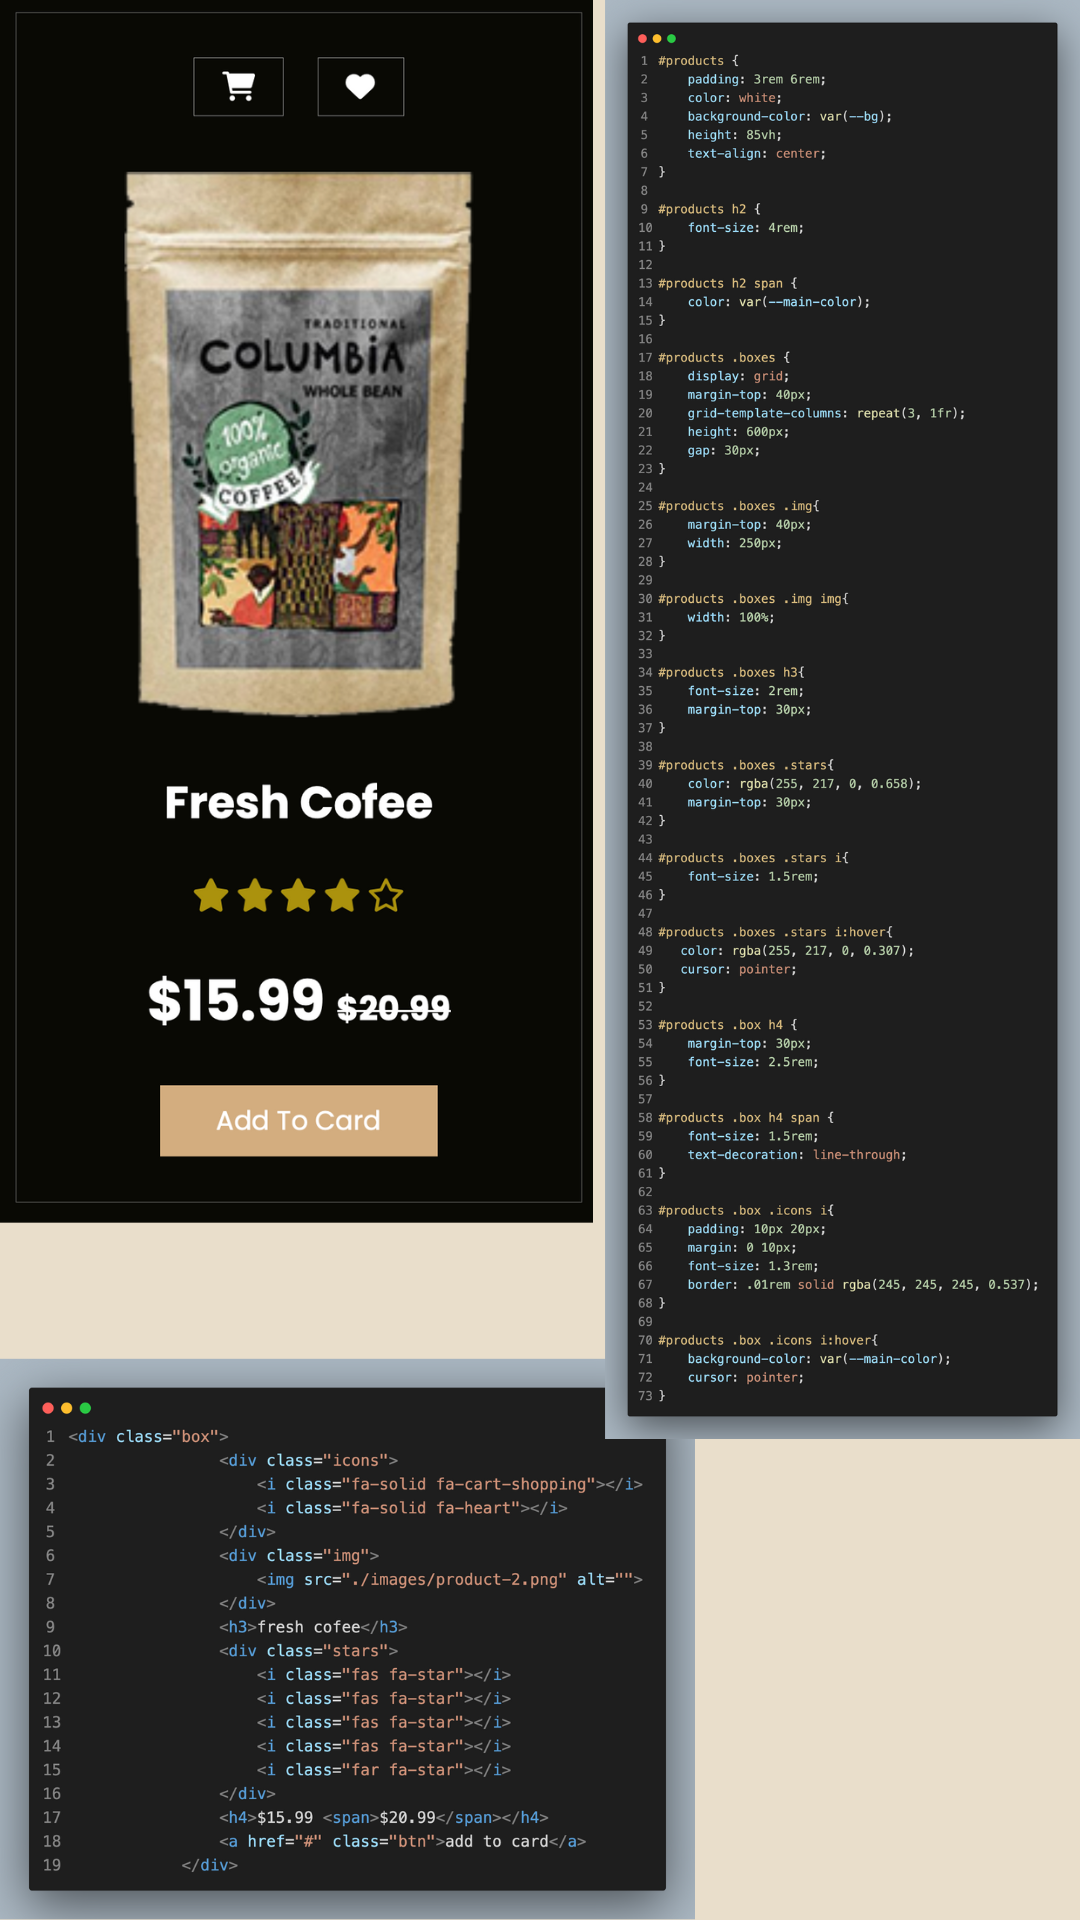 TRADITIONAL
COLUMBiA
WHOLE BEAN
100%
organic
COFFEE
Fresh Cofee
$15.99 $20.99
Add To Card
1 #products {
2 padding: 3rem 6rem;
3 color: white;
4 background-color: var(--bg);
5 height: 85vh;
6 text-align: center;
7 }
8
9 #products h2 {
10 font-size: 4rem;
11 }
12
13 #products h2 span {
14 color: var(--main-color);
15 }
16
17 #products .boxes {
18 display: grid;
19 margin-top: 40px;
20 grid-template-columns: repeat(3, 1fr);
21 height: 600px;
22 gap: 30px;
23 }
24
25 #products .boxes .img{
26 margin-top: 40px;
27 width: 250px;
28 }
29
30 #products .boxes .img img{
31 width: 100%;
32 }
33
34 #products .boxes h3{
35 font-size: 2rem;
36 margin-top: 30px;
37 }
38
39 #products .boxes .stars{
40 color: rgba(255, 217, 0, 0.658);
41 margin-top: 30px;
42 }
43
44 #products .boxes .stars i{
45 font-size: 1.5rem;
46 }
47
48 #products .boxes .stars i:hover{
49 color: rgba(255, 217, 0, 0.307);
50 cursor: pointer;
51 }
52
53 #products .box h4 {
54 margin-top: 30px;
55 font-size: 2.5rem;
56 }
57
58 #products .box h4 span {
59 font-size: 1.5rem;
60 text-decoration: line-through;
61 }
62
63 #products .box .icons i{
64 padding: 10px 20px;
65 margin: 0 10px;
66 font-size: 1.3rem;
67 border: .01rem solid rgba(245, 245, 245, 0.537);
68 }
69
70 #products .box .icons i:hover{
71 background-color: var(--main-color);
72 cursor: pointer;
73 }
1 <div class="box">
2 <div class="icons">
3 <i class="fa-solid fa-cart-shopping"></i>
4 <i class="fa-solid fa-heart"></i>
5 </div>
6 <div class="img">
7 <img src="./images/product-2.png" alt="">
8 </div>
9 <h3>fresh cofee</h3>
10 <div class="stars">
11 <i class="fas fa-star"></i>
12 <i class="fas fa-star"></i>
13 <i class="fas fa-star"></i>
14 <i class="fas fa-star"></i>
15 <i class="far fa-star"></i>
16 </div>
17 <h4>$15.99 <span>$20.99</span></h4>
18 <a href="#" class="btn">add to card</a>
19 </div>